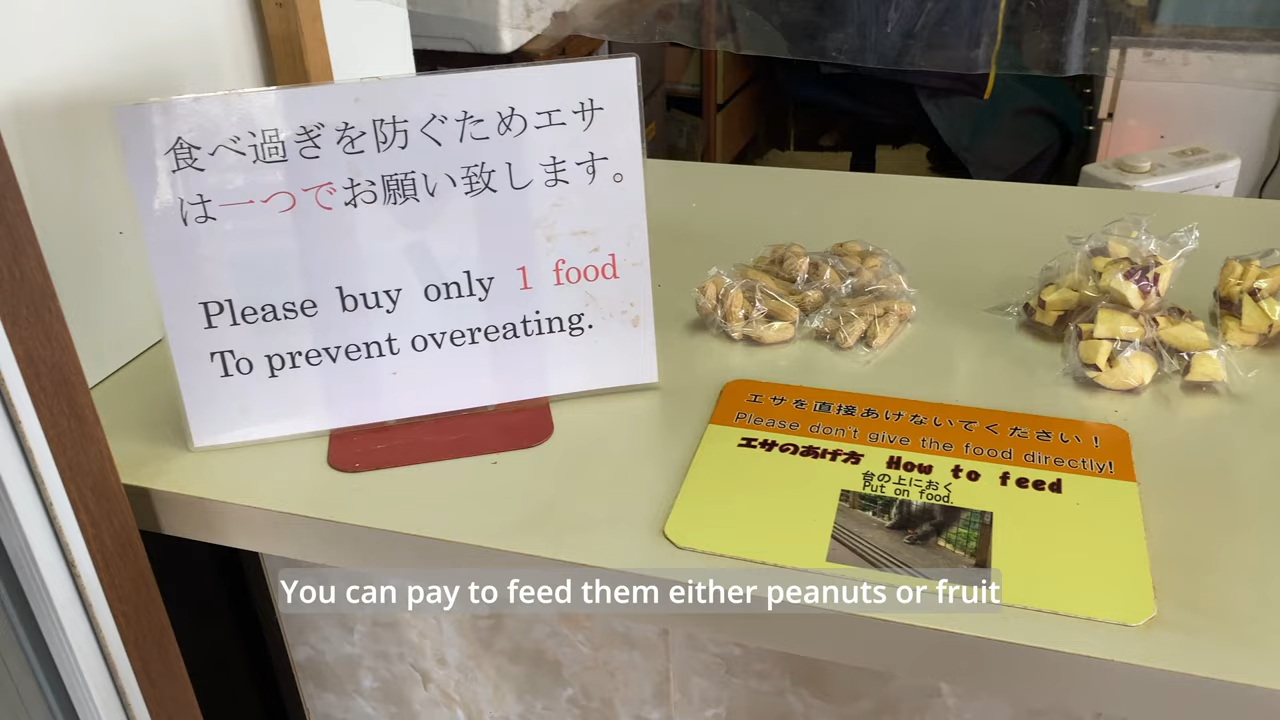 食べ過ぎを防ぐためエサ
は一つでお願い致します。
Please buy only 1 food
To prevent overeating.
エサを直接あげないでください!
Please don't give the food directly!
エサのあげ方 How to feed
台の上におく
Put on food.
You can pay to feed them either peanuts or fruit